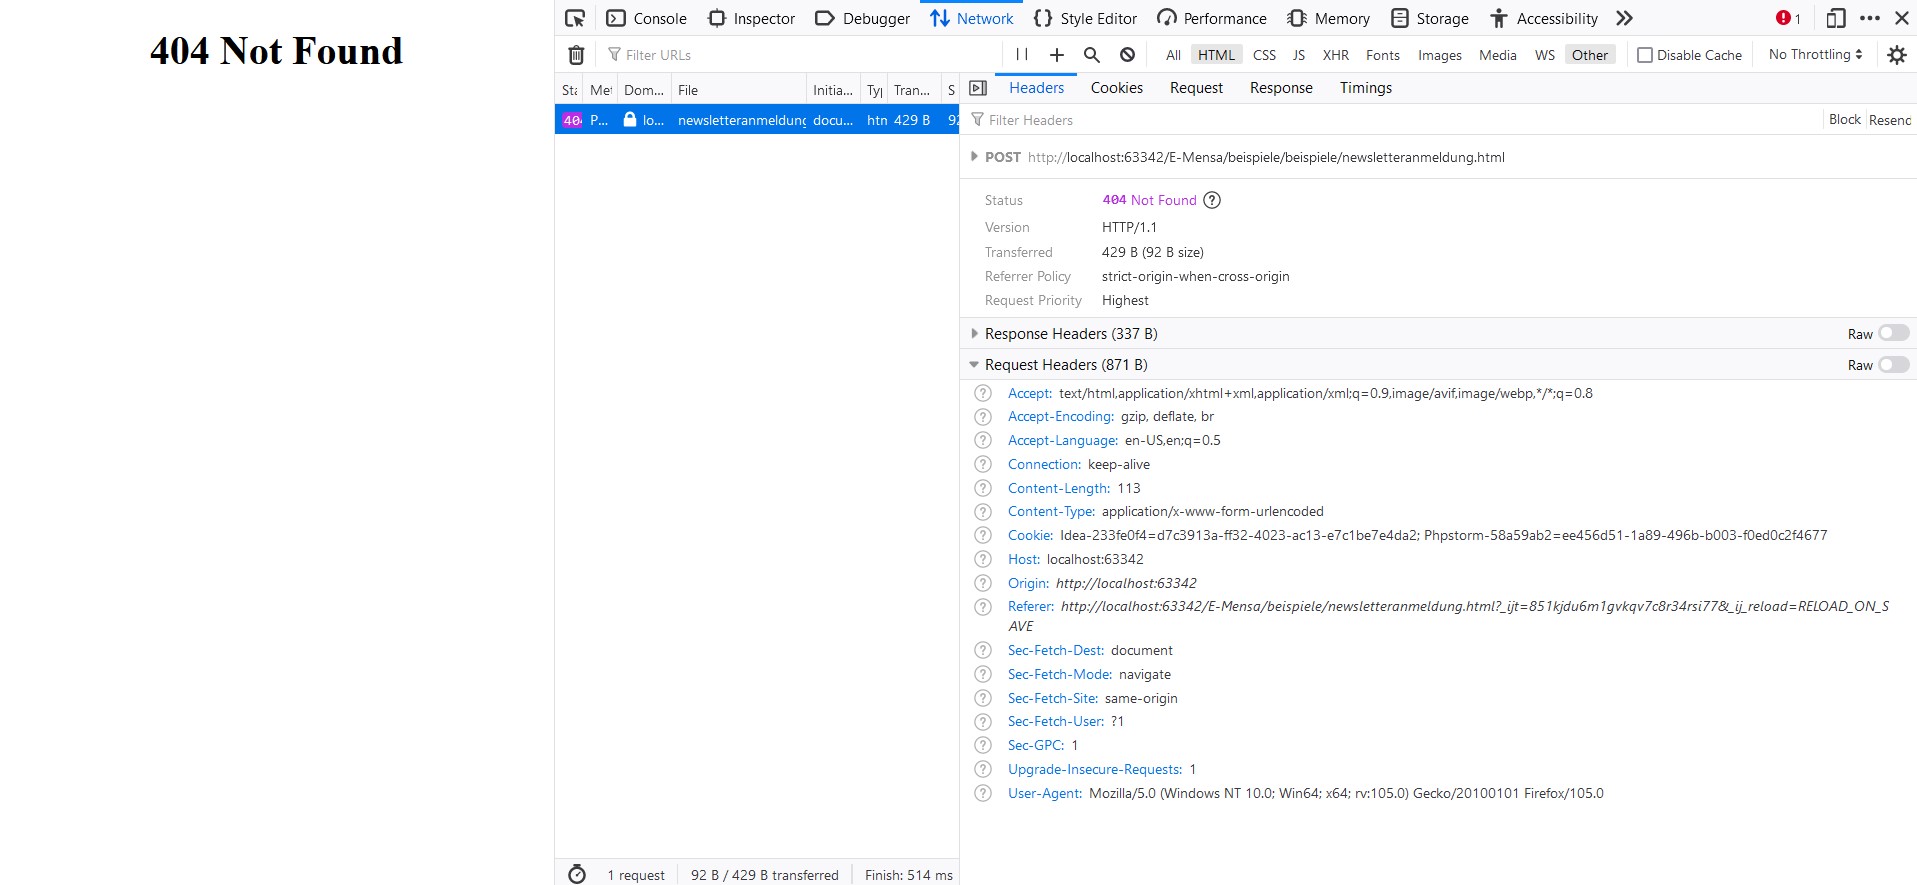 404 Not Found
Console Inspector Debugger Network Style Editor Performance Memory Storage Accessibility 1
Filter URLs All HTML CSS JS XHR Fonts Images Media WS Other Disable Cache No Throttling
Dom... File Initia... Tran... S
404 P... lo... newsletteranmeldung docu... 429 B 92
Headers Cookies Request Response Timings
Filter Headers Block Resend
POST http://localhost:63342/E-Mensa/beispiele/beispiele/newsletteranmeldung.html
Status 404 Not Found
Version HTTP/1.1
Transferred 429 B (92 B size)
Referrer Policy strict-origin-when-cross-origin
Request Priority Highest
Response Headers (337 B) Raw
Request Headers (871 B) Raw
Accept: text/html,application/xhtml+xml,application/xml;q=0.9,image/avif,image/webp,*/*;q=0.8
Accept-Encoding: gzip, deflate, br
Accept-Language: en-US,en;q=0.5
Connection: keep-alive
Content-Length: 113
Content-Type: application/x-www-form-urlencoded
Cookie: Idea-233fe0f4=d7c3913a-ff32-4023-ac13-e7c1be7e4da2; Phpstorm-58a59ab2=ee456d51-1a89-496b-b003-f0ed0c2f4677
Host: localhost:63342
Origin: http://localhost:63342
Referer: http://localhost:63342/E-Mensa/beispiele/newsletteranmeldung.html?_ijt=851kjdu6m1gvkqv7c8r34rsi77&_ij_reload=RELOAD_ON_S
AVE
Sec-Fetch-Dest: document
Sec-Fetch-Mode: navigate
Sec-Fetch-Site: same-origin
Sec-Fetch-User: ?1
Sec-GPC: 1
Upgrade-Insecure-Requests: 1
User-Agent: Mozilla/5.0 (Windows NT 10.0; Win64; x64; rv:105.0) Gecko/20100101 Firefox/105.0
1 request 92 B / 429 B transferred Finish: 514 ms